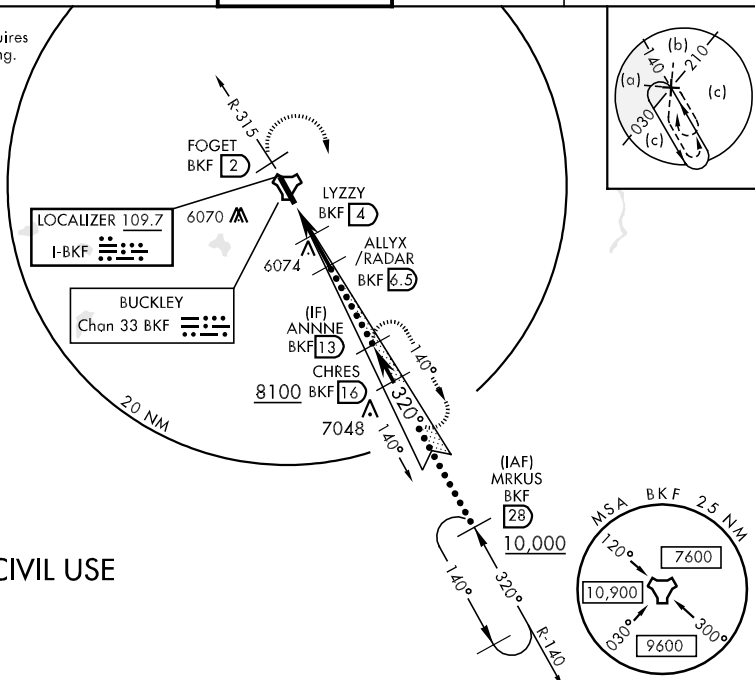 uires
ng.
(b)
140
210
(a)
(c)
030
(c)
R-315
FOGET
BKF 2
LOCALIZER 109.7
I-BKF
6070
LYZZY
BKF 4
6074
ALLYX
/RADAR
BKF 6.5
BUCKLEY
Chan 33 BKF
(IF)
ANNNE
BKF 13
140°
CHRES
8100 BKF 16
320°
7048
140°
20 NM
(IAF)
MRKUS
BKF
28
10,000
140°
320°
R-140
CIVIL USE
MSA BKF 25 NM
120°
7600
10,900
030°
300°
9600